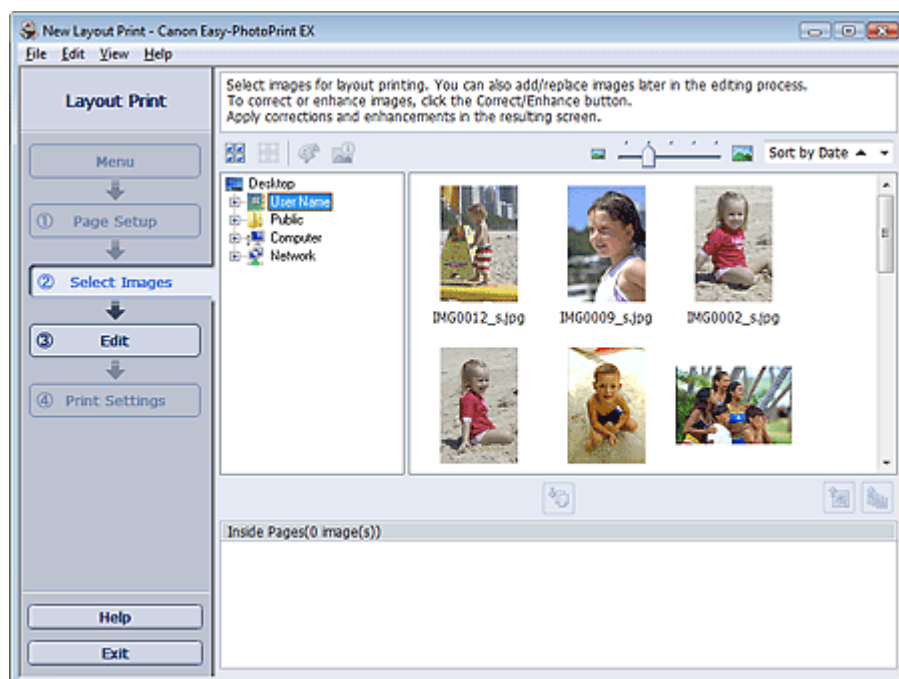 New Layout Print - Canon Easy-PhotoPrint EX
File Edit View Help
Layout Print
Menu
① Page Setup
② Select Images
③ Edit
④ Print Settings
Help
Exit
Select images for layout printing. You can also add/replace images later in the editing process.
To correct or enhance images, click the Correct/Enhance button.
Apply corrections and enhancements in the resulting screen.
Sort by Date
Desktop
User Name
Public
Computer
Network
IMG0012_s.jpg IMG0009_s.jpg IMG0002_s.jpg
Inside Pages(0 image(s))